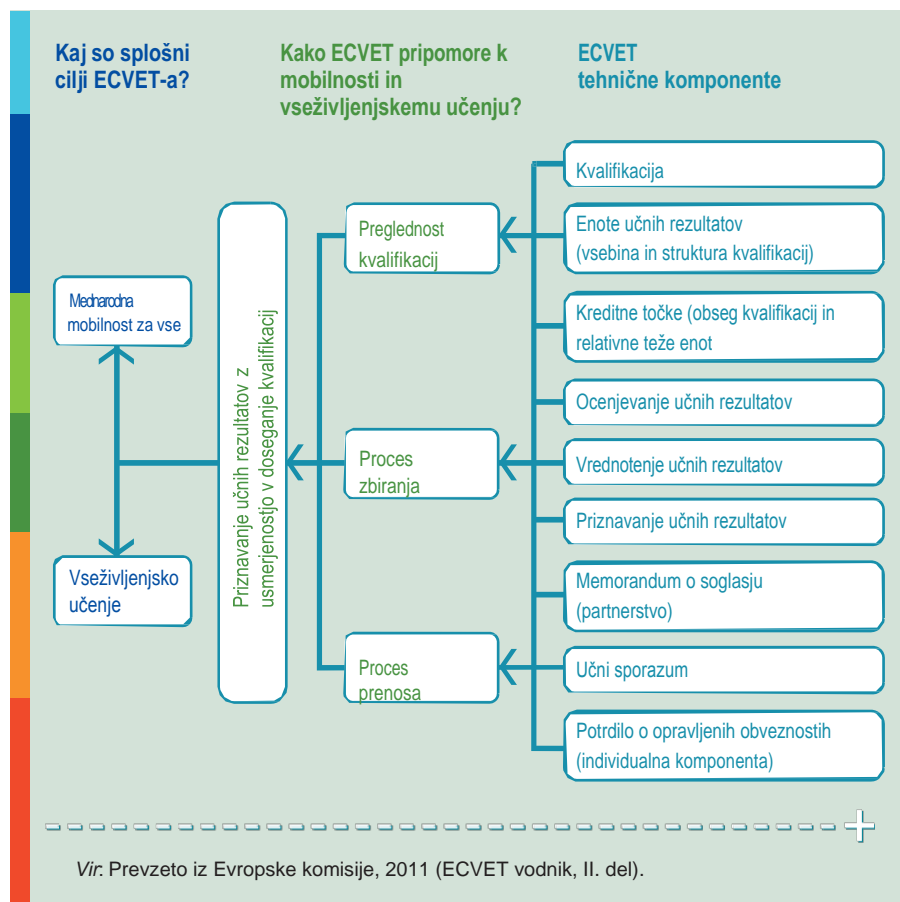 Kaj so splošni
cilji ECVET-a?
Kako ECVET pripomore k
mobilnosti in
vseživljenjskemu učenju?
ECVET
tehnične komponente
Mednarodna
mobilnost za vse
Vseživljenjsko
učenje
Priznavanje učnih rezultatov z
usmerjenostjo v doseganje kvalifikacij
Preglednost
kvalifikacij
Proces
zbiranja
Proces
prenosa
Kvalifikacija
Enote učnih rezultatov
(vsebina in struktura kvalifikacij)
Kreditne točke (obseg kvalifikacij in
relativne teže enot
Ocenjevanje učnih rezultatov
Vrednotenje učnih rezultatov
Priznavanje učnih rezultatov
Memorandum o soglasju
(partnerstvo)
Učni sporazum
Potrdilo o opravljenih obveznostih
(individualna komponenta)
Vir: Prevzeto iz Evropske komisije, 2011 (ECVET vodnik, II. del).